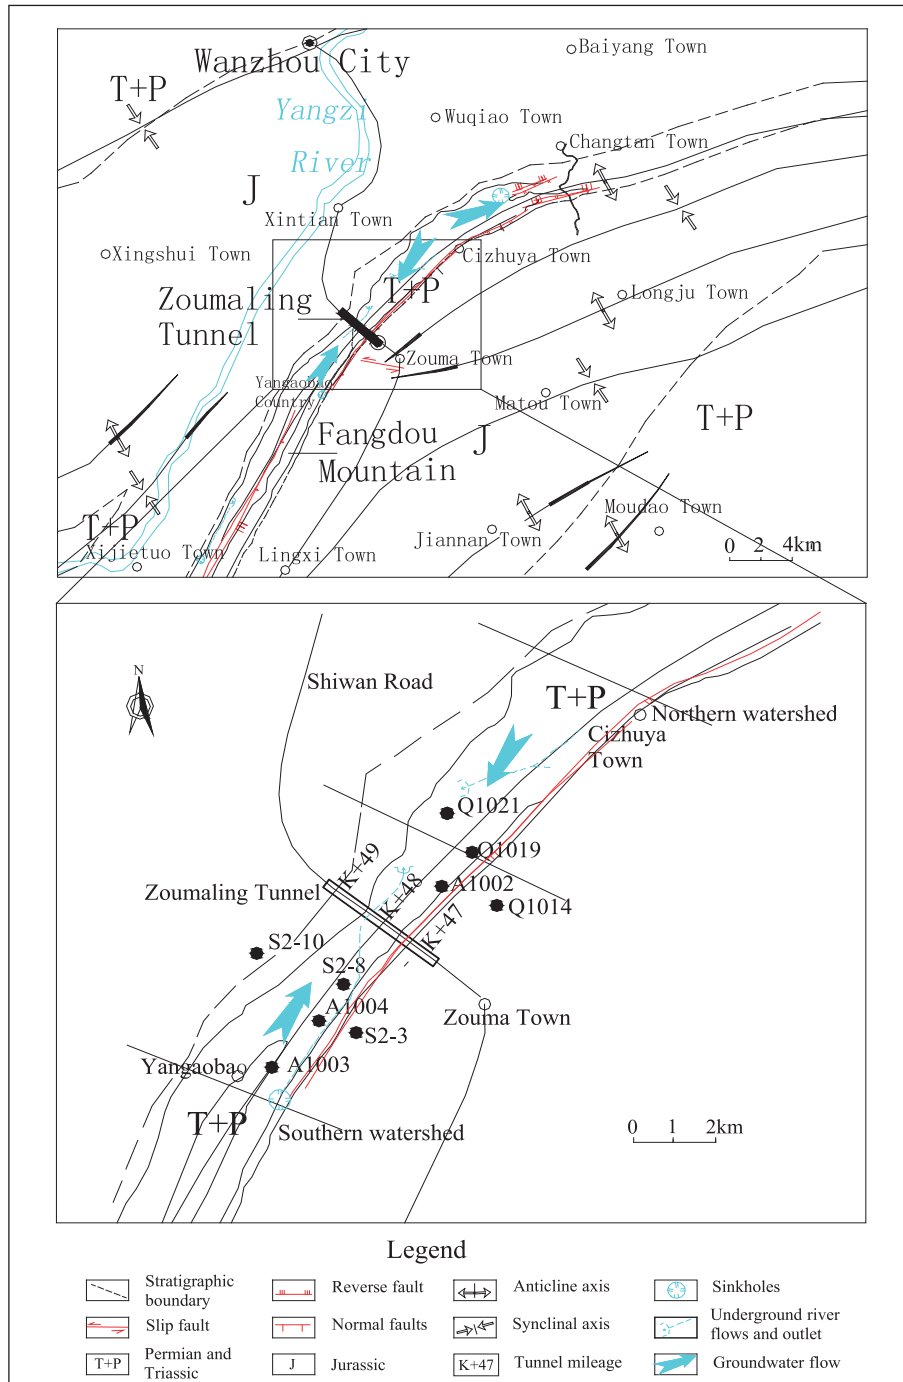 Baiyang Town
Wanzhou City
T+P
Yangzi
River
Wuqiao Town
Changtan Town
J
Xintian Town
Xingshui Town
Cizhuya Town
T+P
Longju Town
Zoumaling
Tunnel
Zouma Town
Yangaobao
Country
Matou Town
T+P
Fangdou
Mountain
J
T+P
Moudao Town
Jiannan Town
Xijietuo Town
Lingxi Town
0 2 4km
N
Shiwan Road
T+P
Northern watershed
Cizhuya
Town
Q1021
Q1019
K+49
A1002
Zoumaling Tunnel
K+48
Q1014
K+47
S2-10
S2-8
A1004
Zouma Town
S2-3
Yangaobao
A1003
T+P
Southern watershed
0 1 2km
Legend
Stratigraphic
boundary
Reverse fault
Anticline axis
Sinkholes
Slip fault
Normal faults
Synclinal axis
Underground river
flows and outlet
T+P
Permian and
Triassic
J
Jurassic
K+47
Tunnel mileage
Groundwater flow